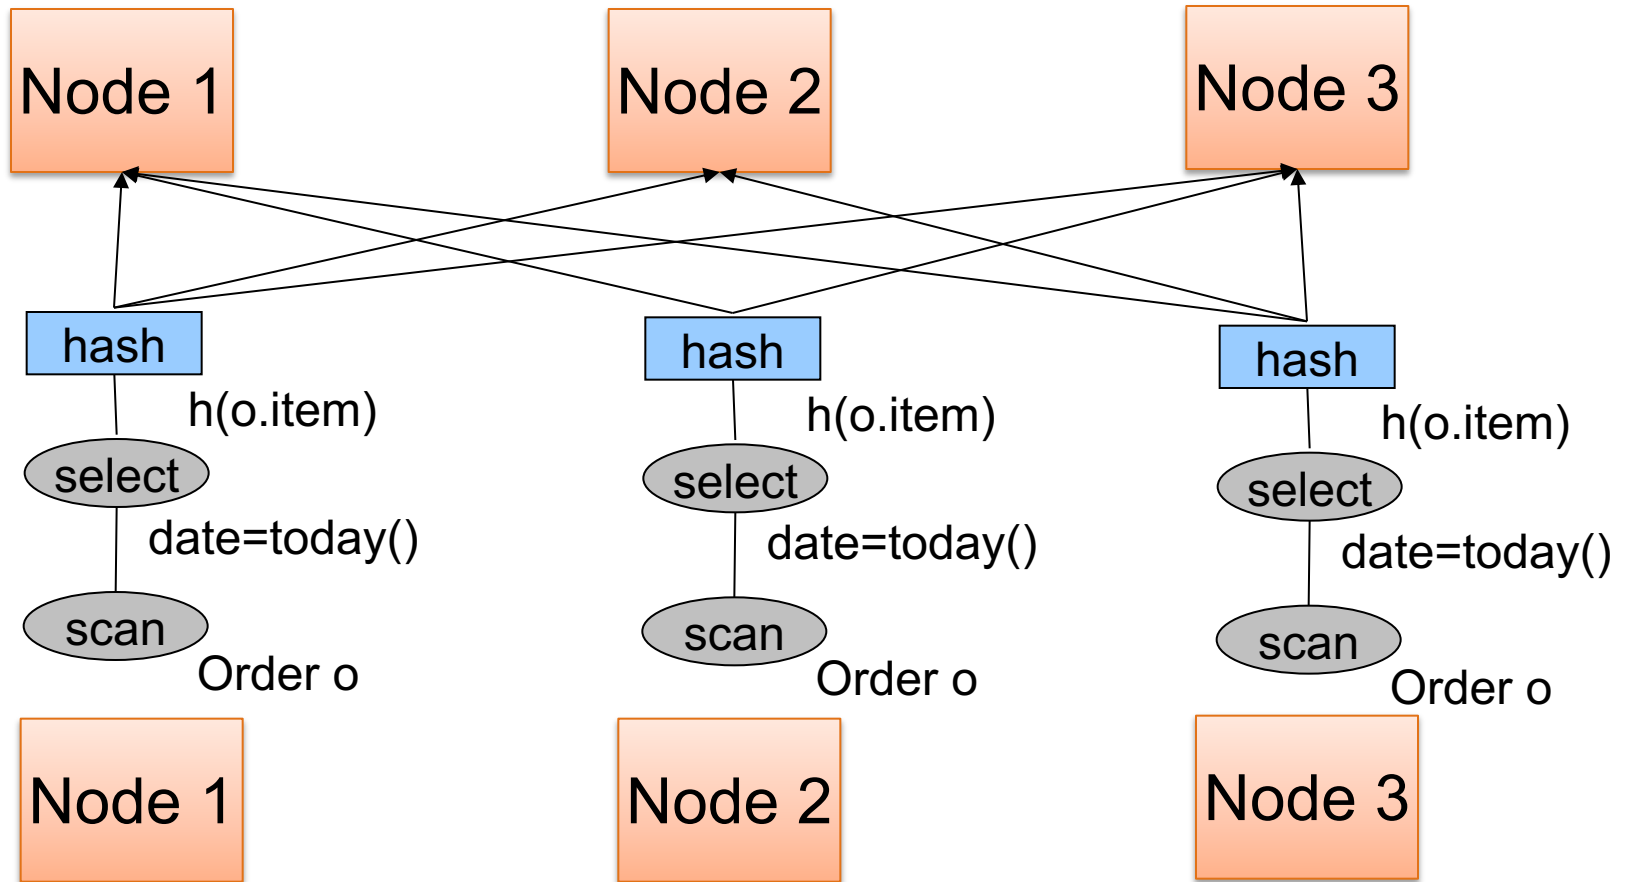 Node 1
Node 2
Node 3
hash
hash
hash
h(o.item)
h(o.item)
h(o.item)
select
select
select
date=today()
date=today()
date=today()
scan
scan
scan
Order o
Order o
Order o
Node 1
Node 2
Node 3